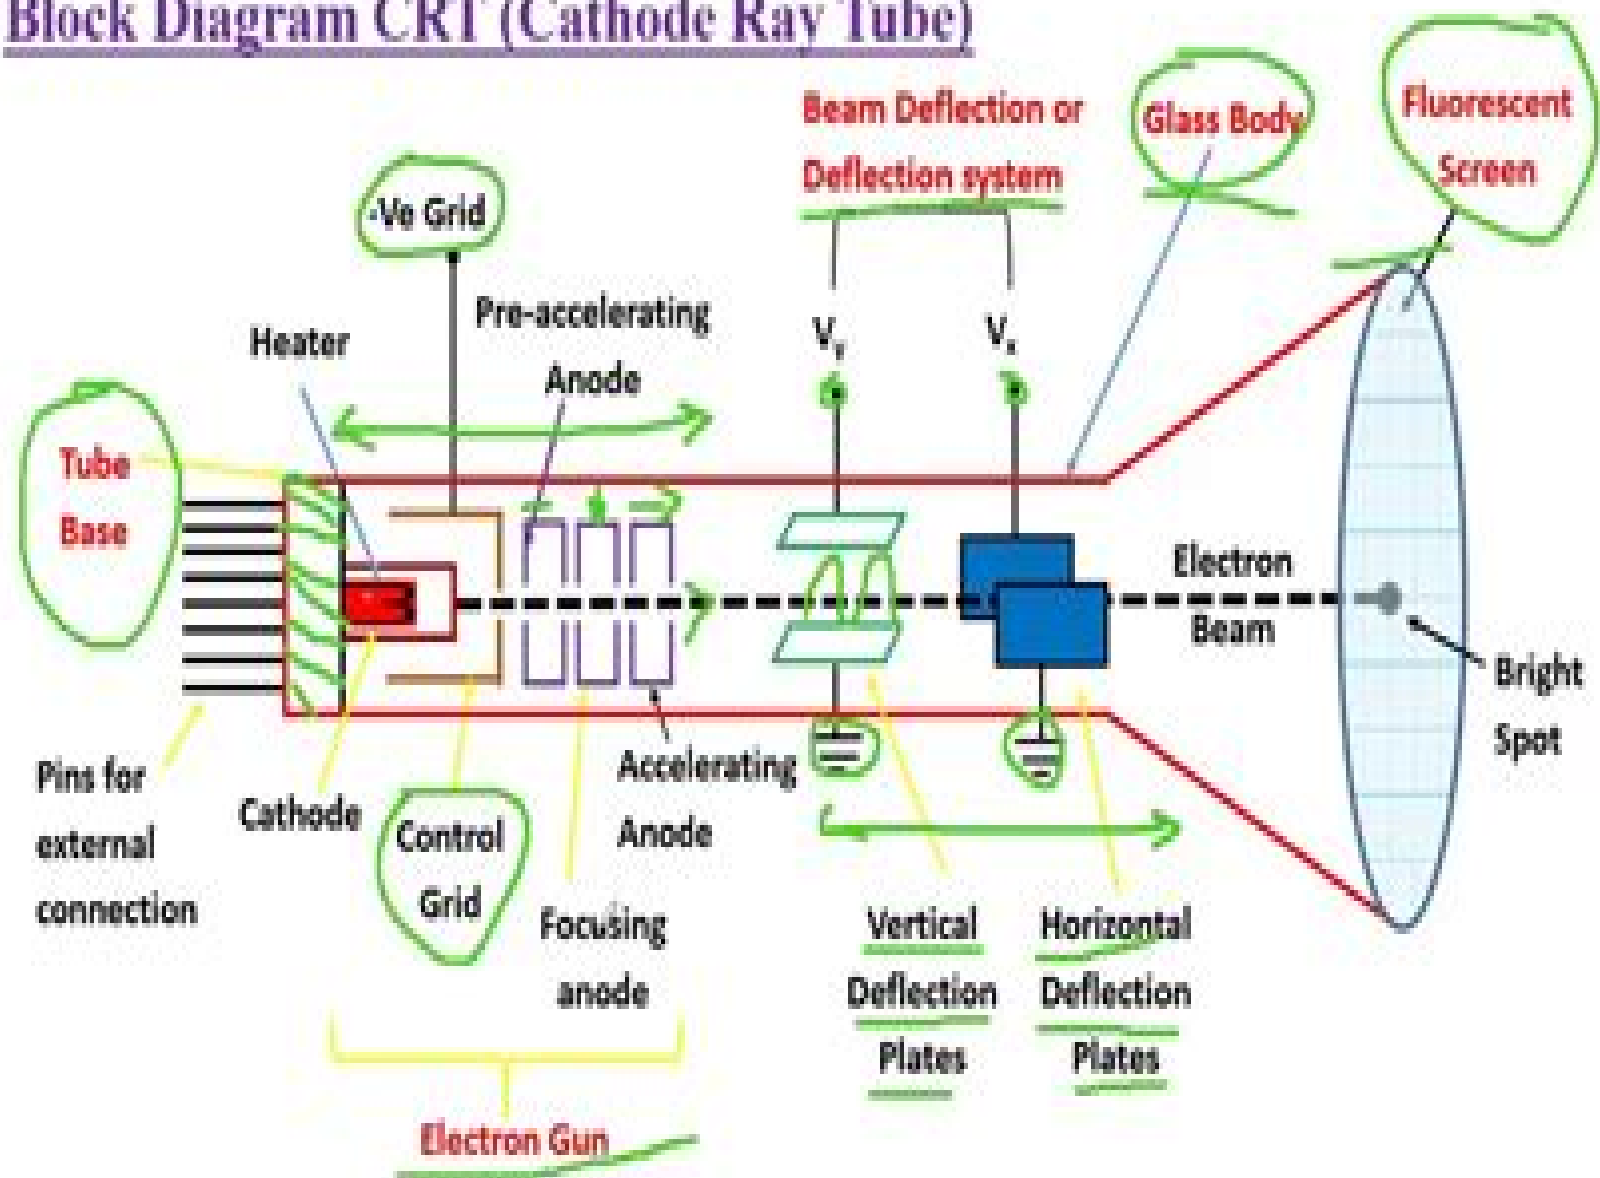 Block Diagram CRT (Cathode Ray Tube)
Beam Deflection or
Deflection system
Glass Body
Fluorescent
Screen
-Ve Grid
Pre-accelerating
Anode
Heater
Vy
Vx
Tube
Base
Electron
Beam
Bright
Spot
Pins for
external
connection
Cathode
Control
Grid
Accelerating
Anode
Focusing
anode
Vertical
Deflection
Plates
Horizontal
Deflection
Plates
Electron Gun